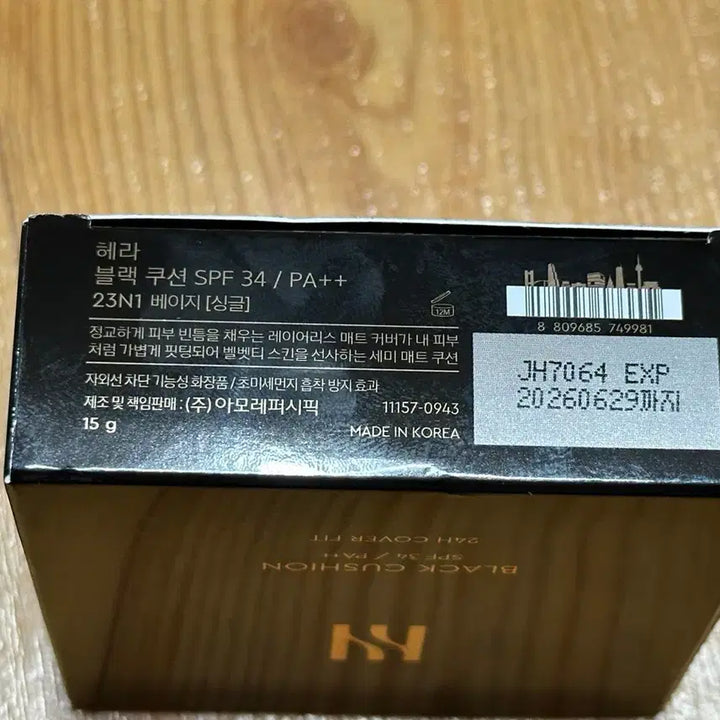 헤라
블랙 쿠션 SPF 34 / PA++
23N1 베이지 [싱글]
12M
정교하게 피부 빈틈을 채우는 레이어리스 매트 커버가 내 피부
처럼 가볍게 핏팅되어 벨벳티 스킨을 선사하는 세미 매트 쿠션
자외선 차단 기능성 화장품 / 초미세먼지 흡착 방지 효과
제조 및 책임판매 : (주) 아모레퍼시픽 11157-0943
15 g MADE IN KOREA
8 809685 749981
JH7064 EXP
20260629까지
24H COVER FIT
SPF 34 / PA++
BLACK CUSHION